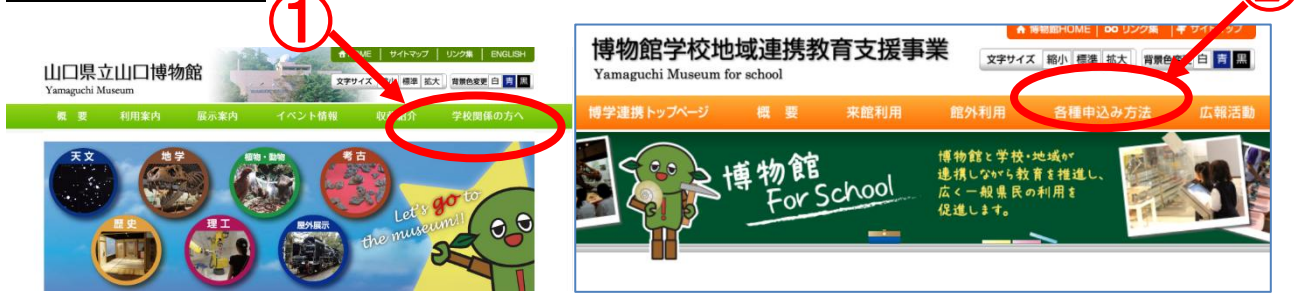 ①
HOME サイトマップ リンク集 ENGLISH
山口県立山口博物館
Yamaguchi Museum
文字サイズ 縮小 標準 拡大 背景色変更 白 青 黒
概 要 利用案内 展示案内 イベント情報 学校関係の方へ
天文 地学 植物・動物 考古
歴史 理工 屋外展示
Let's go to
the museum!!
博物館HOME リンク集 サイトマップ
博物館学校地域連携教育支援事業
Yamaguchi Museum for school
文字サイズ 縮小 標準 拡大 背景色変更 白 青 黒
博学連携トップページ 概 要 来館利用 館外利用 各種申込み方法 広報活動
博物館
For School
博物館と学校・地域が
連携しながら教育を推進し、
広く一般県民の利用を
促進します。